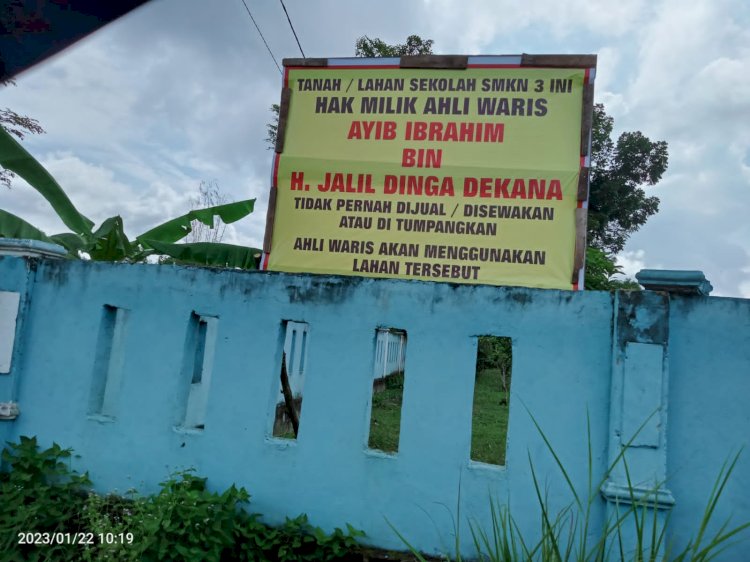 TANAH / LAHAN SEKOLAH SMKN 3 INI
HAK MILIK AHLI WARIS
AYIB IBRAHIM
BIN
H. JALIL DINGA DEKANA
TIDAK PERNAH DIJUAL / DISEWAKAN
ATAU DI TUMPANGKAN
AHLI WARIS AKAN MENGGUNAKAN
LAHAN TERSEBUT
2023/01/22 10:19